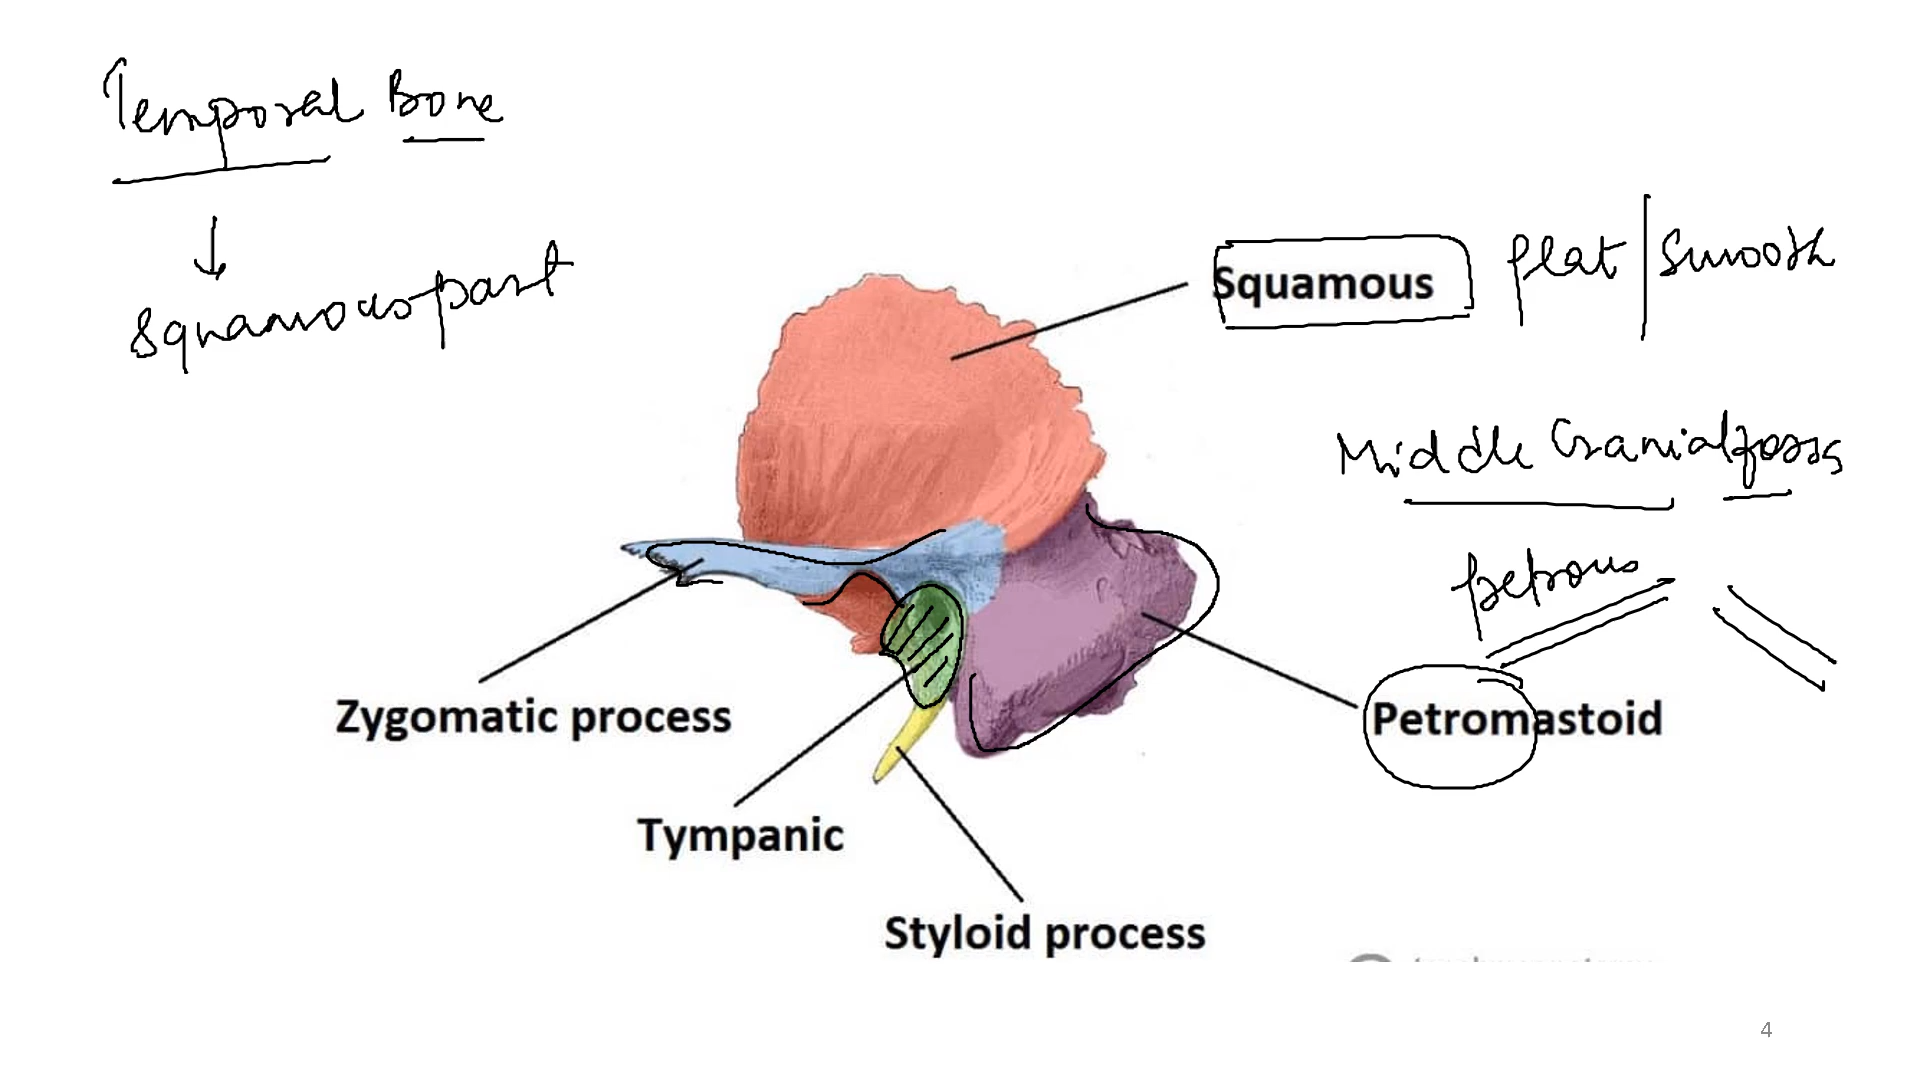 Temporal Bone
Squamous part
Squamous
flat | Smooth
Middle Cranial fossa
petrous
Zygomatic process
Petromastoid
Tympanic
Styloid process
4